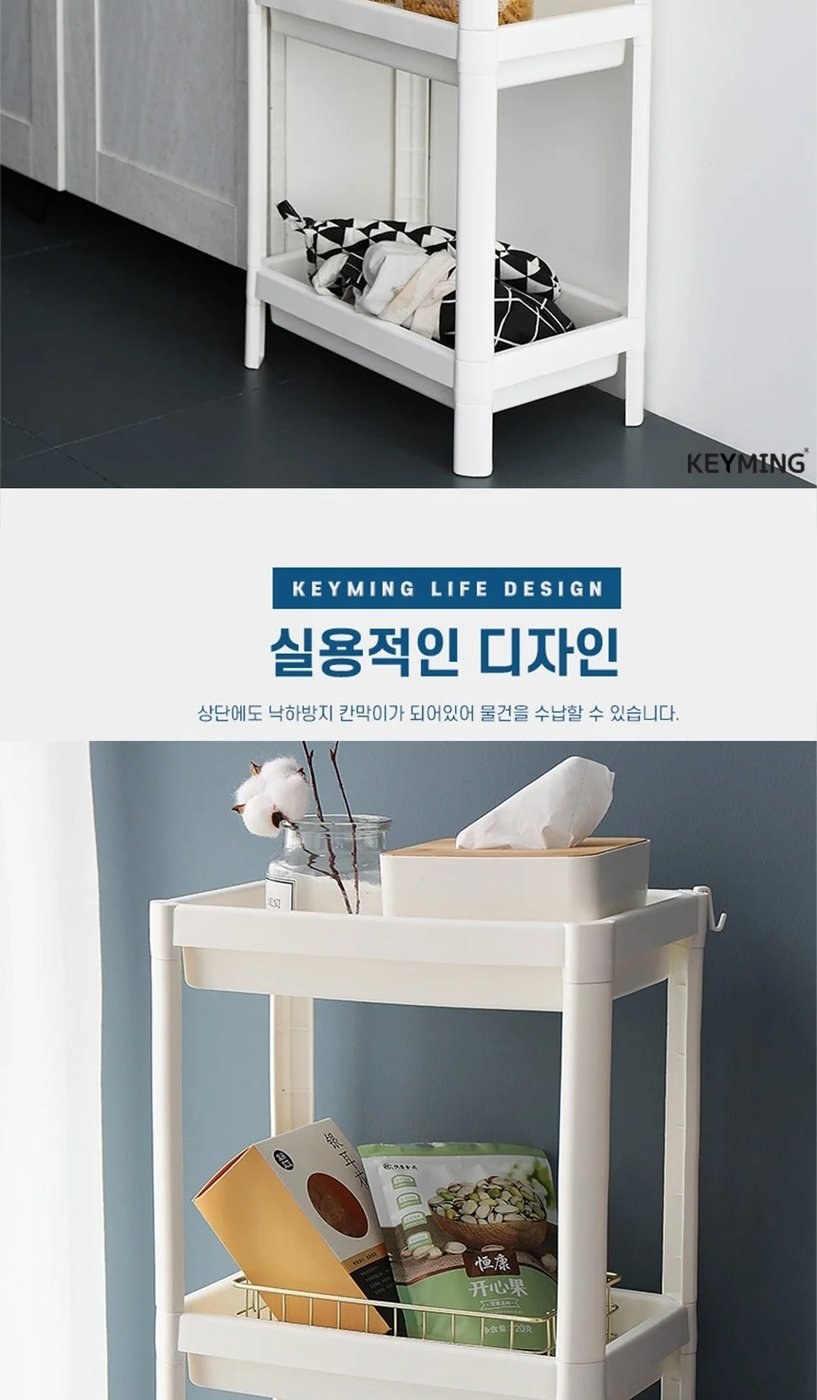 KEYMING
KEYMING LIFE DESIGN
실용적인 디자인
상단에도 낙하방지 칸막이가 되어있어 물건을 수납할 수 있습니다.
恒康
开心果